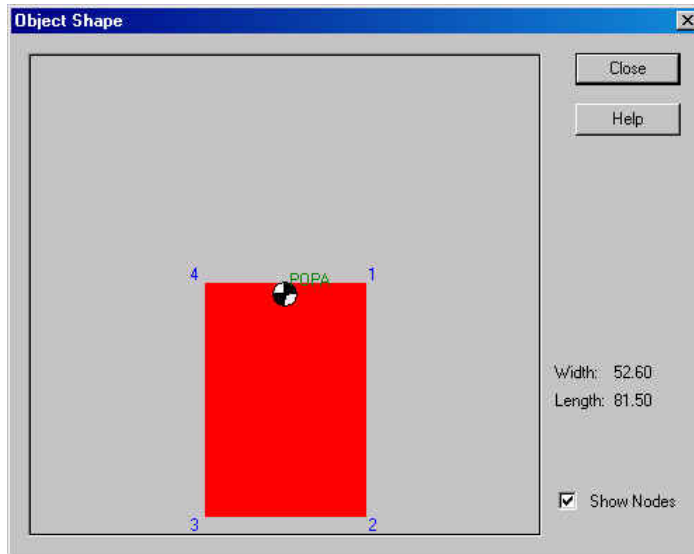 Object Shape
Close
Help
4
POPA
1
Width: 52.60
Length: 81.50
Show Nodes
3
2